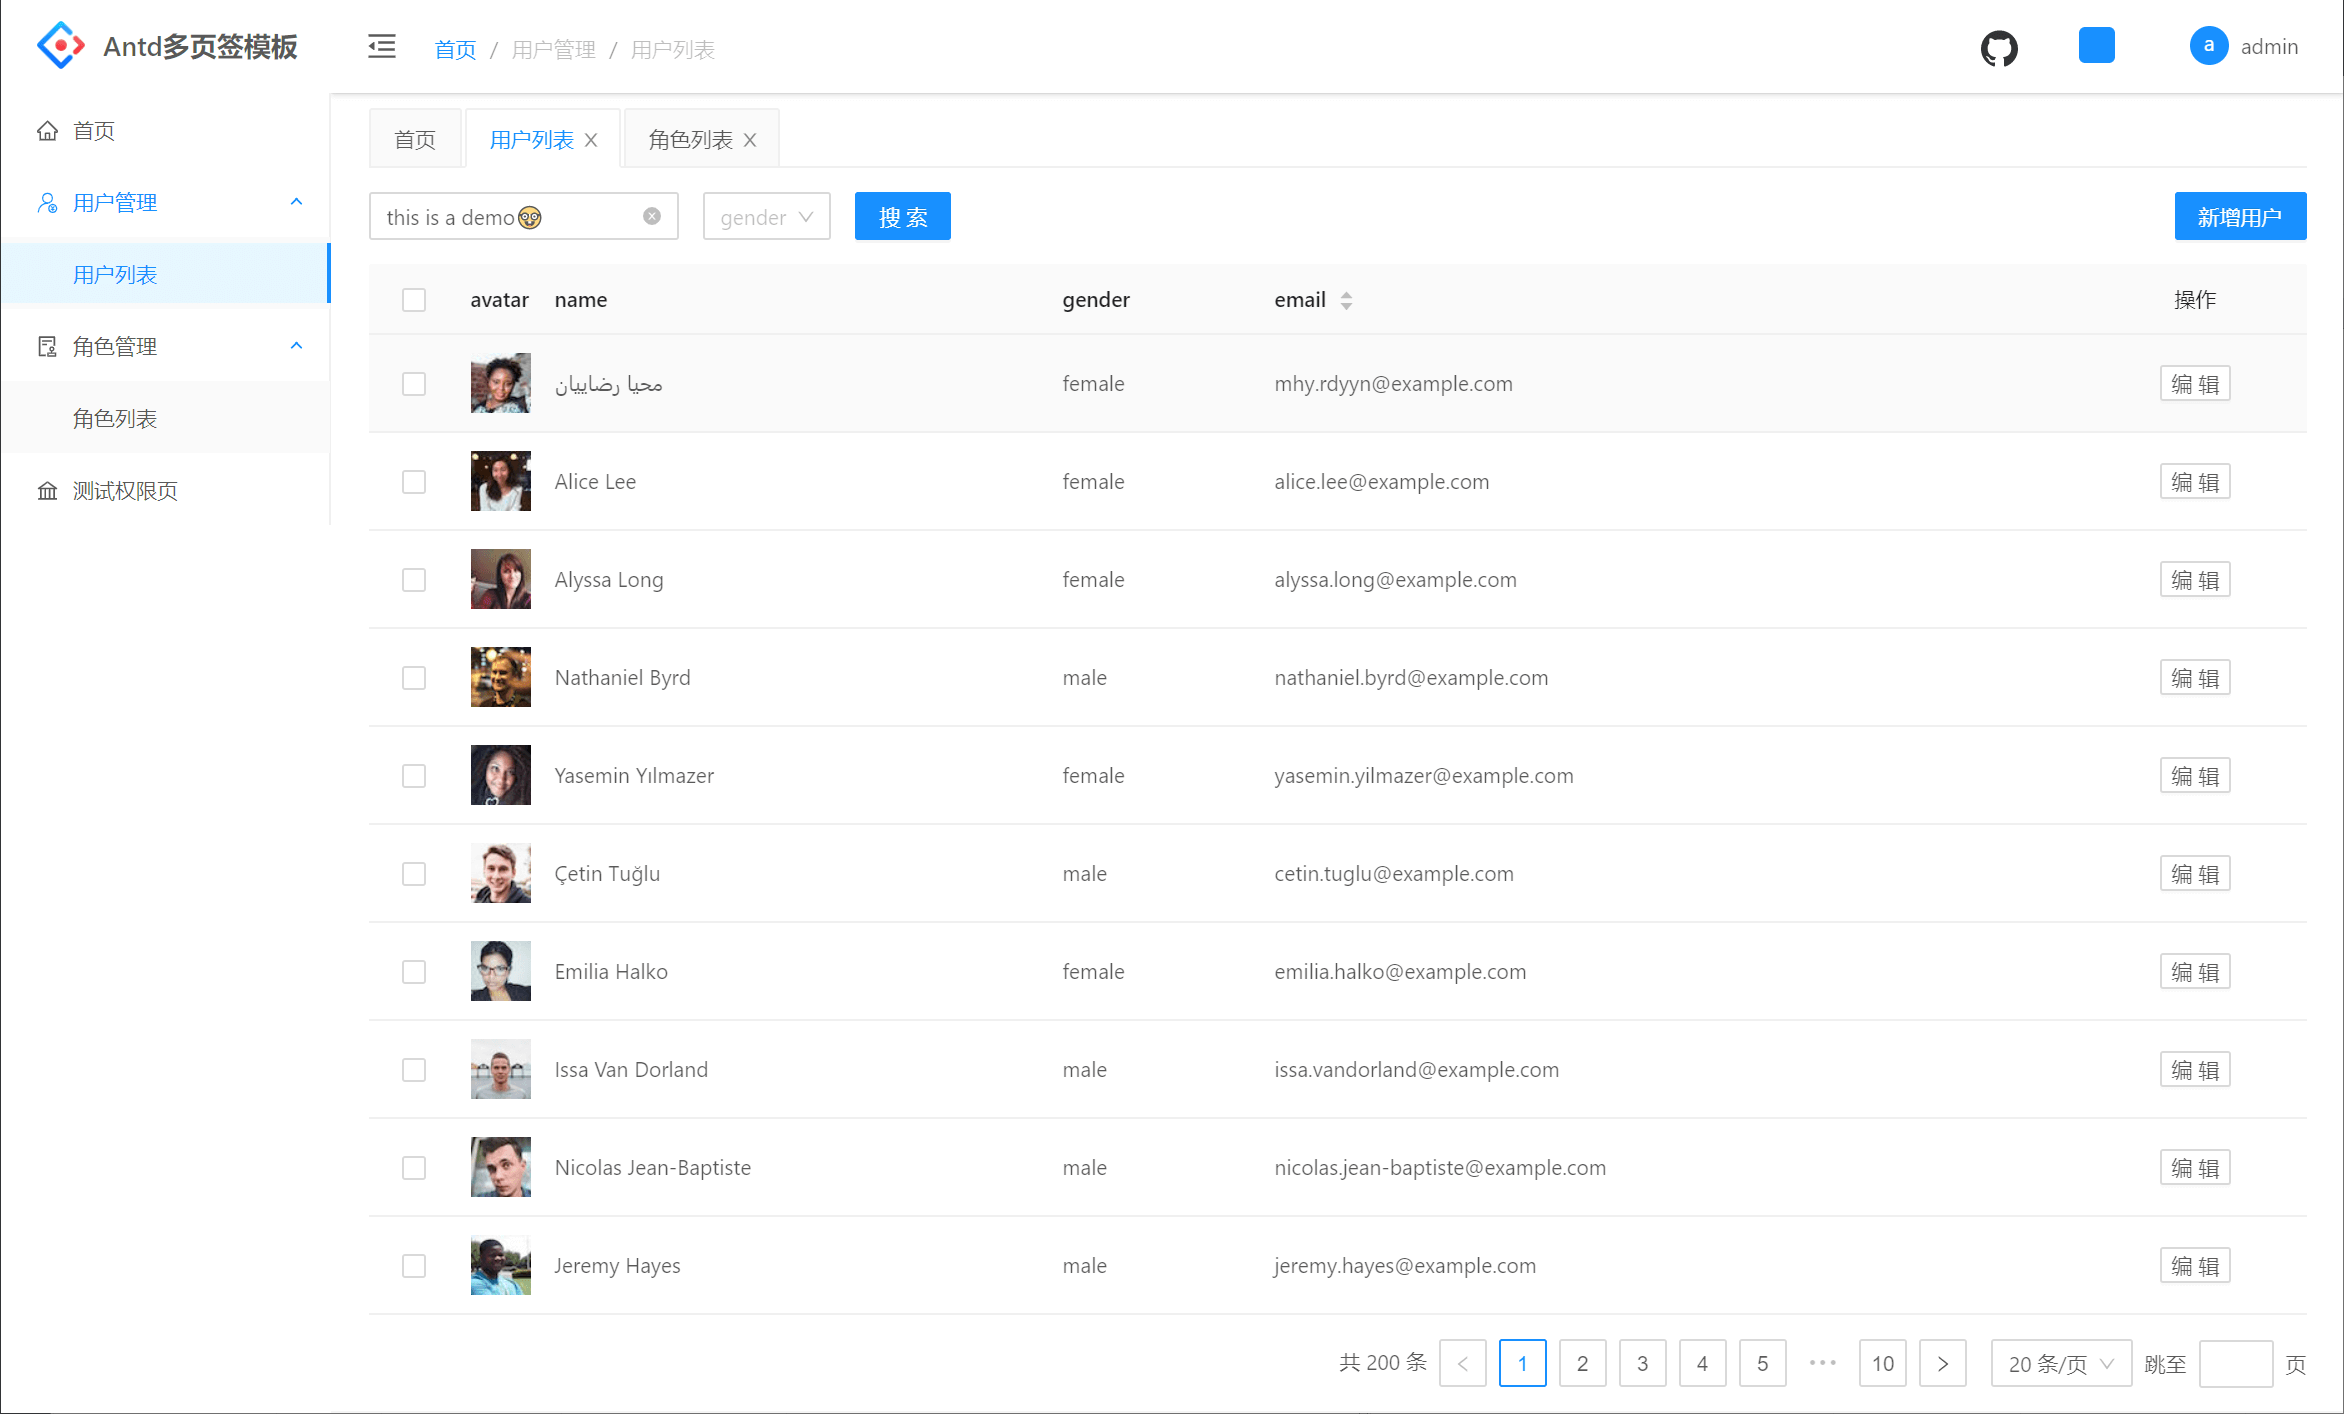 Antd多页签模板
首页 / 用户管理 / 用户列表
a admin
首页
用户管理
用户列表
角色管理
角色列表
测试权限页
首页 用户列表 角色列表
this is a demo🤓 gender 搜 索 新增用户
avatar name gender email 操作
محیا رضاییان female mhy.rdyyn@example.com 编 辑
Alice Lee female alice.lee@example.com 编 辑
Alyssa Long female alyssa.long@example.com 编 辑
Nathaniel Byrd male nathaniel.byrd@example.com 编 辑
Yasemin Yılmazer female yasemin.yilmazer@example.com 编 辑
Çetin Tuğlu male cetin.tuglu@example.com 编 辑
Emilia Halko female emilia.halko@example.com 编 辑
Issa Van Dorland male issa.vandorland@example.com 编 辑
Nicolas Jean-Baptiste male nicolas.jean-baptiste@example.com 编 辑
Jeremy Hayes male jeremy.hayes@example.com 编 辑
共 200 条 < 1 2 3 4 5 ••• 10 > 20 条/页 跳至 页